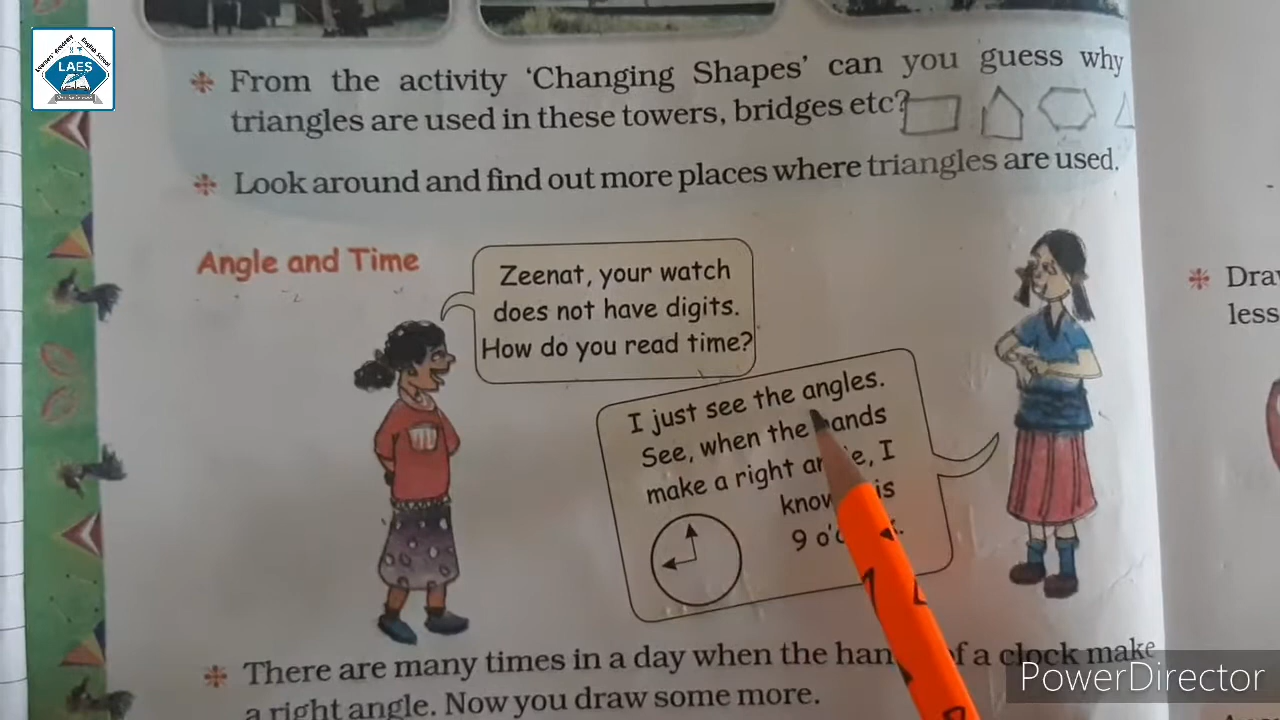 LAES
From the activity ‘Changing Shapes’ can you guess why
triangles are used in these towers, bridges etc?
Look around and find out more places where triangles are used.
Angle and Time
Zeenat, your watch
does not have digits.
How do you read time?
I just see the angles.
See, when the hands
make a right , I
9
There are many times in a day when the of a clock make
a right angle. Now you draw some more.
PowerDirector